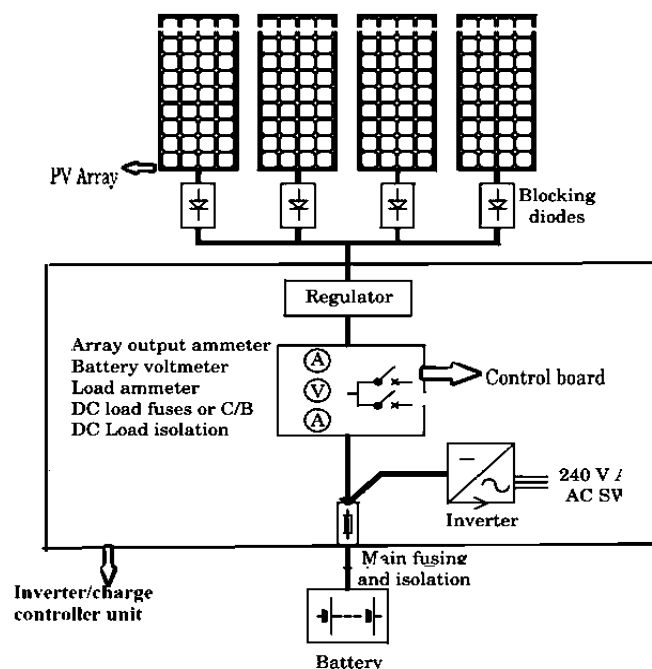 PV Array
Blocking
diodes
Regulator
Array output ammeter
Battery voltmeter
Load ammeter
DC load fuses or C/B
DC Load isolation
A
V
A
Control board
240 V
AC
Inverter
Main fusing
and isolation
Inverter/charge
controller unit
Battery